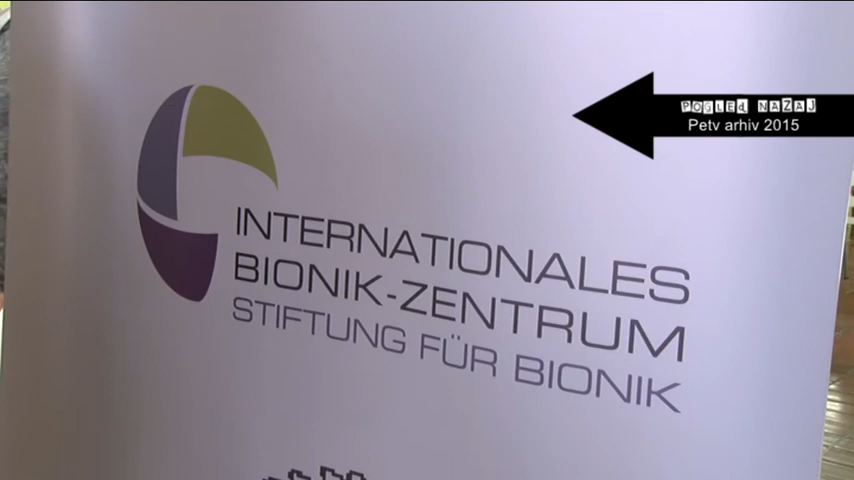 POGLED NAZAJ
Petv arhiv 2015
INTERNATIONALES
BIONIK-ZENTRUM
STIFTUNG FÜR BIONIK